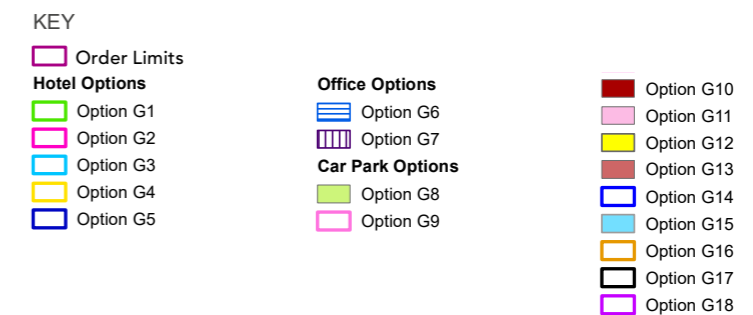 KEY
Order Limits
Hotel Options
Option G1
Option G2
Option G3
Option G4
Option G5
Office Options
Option G6
Option G7
Car Park Options
Option G8
Option G9
Option G10
Option G11
Option G12
Option G13
Option G14
Option G15
Option G16
Option G17
Option G18